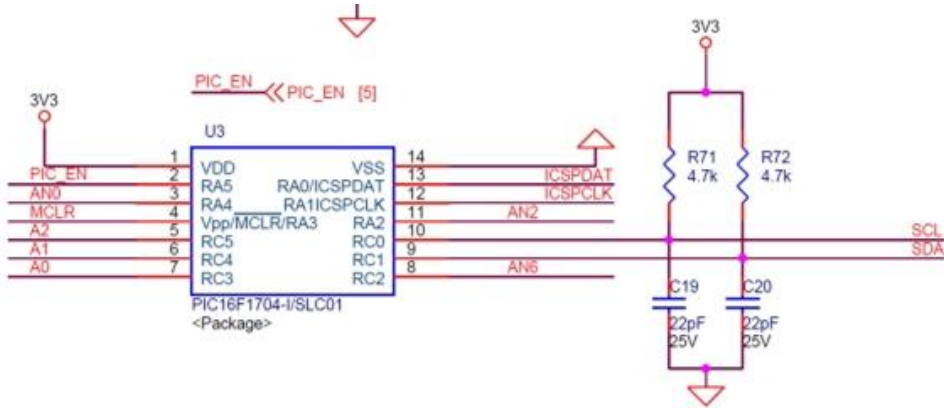 PIC_EN
PIC_EN [5]
3V3
3V3
U3
1 VDD VSS 14
PIC_EN 2 RA5 RA0/ICSPDAT 13 ICSPDAT
AN0 3 RA4 RA1ICSPCLK 12 ICSPCLK
MCLR 4 Vpp/MCLR/RA3 RA2 11 AN2
A2 5 RC5 RC0 10 SCL
A1 6 RC4 RC1 9 SDA
A0 7 RC3 RC2 8 AN6
PIC16F1704-I/SLC01
<Package>
R71
4.7k
R72
4.7k
C19
22pF
25V
C20
22pF
25V